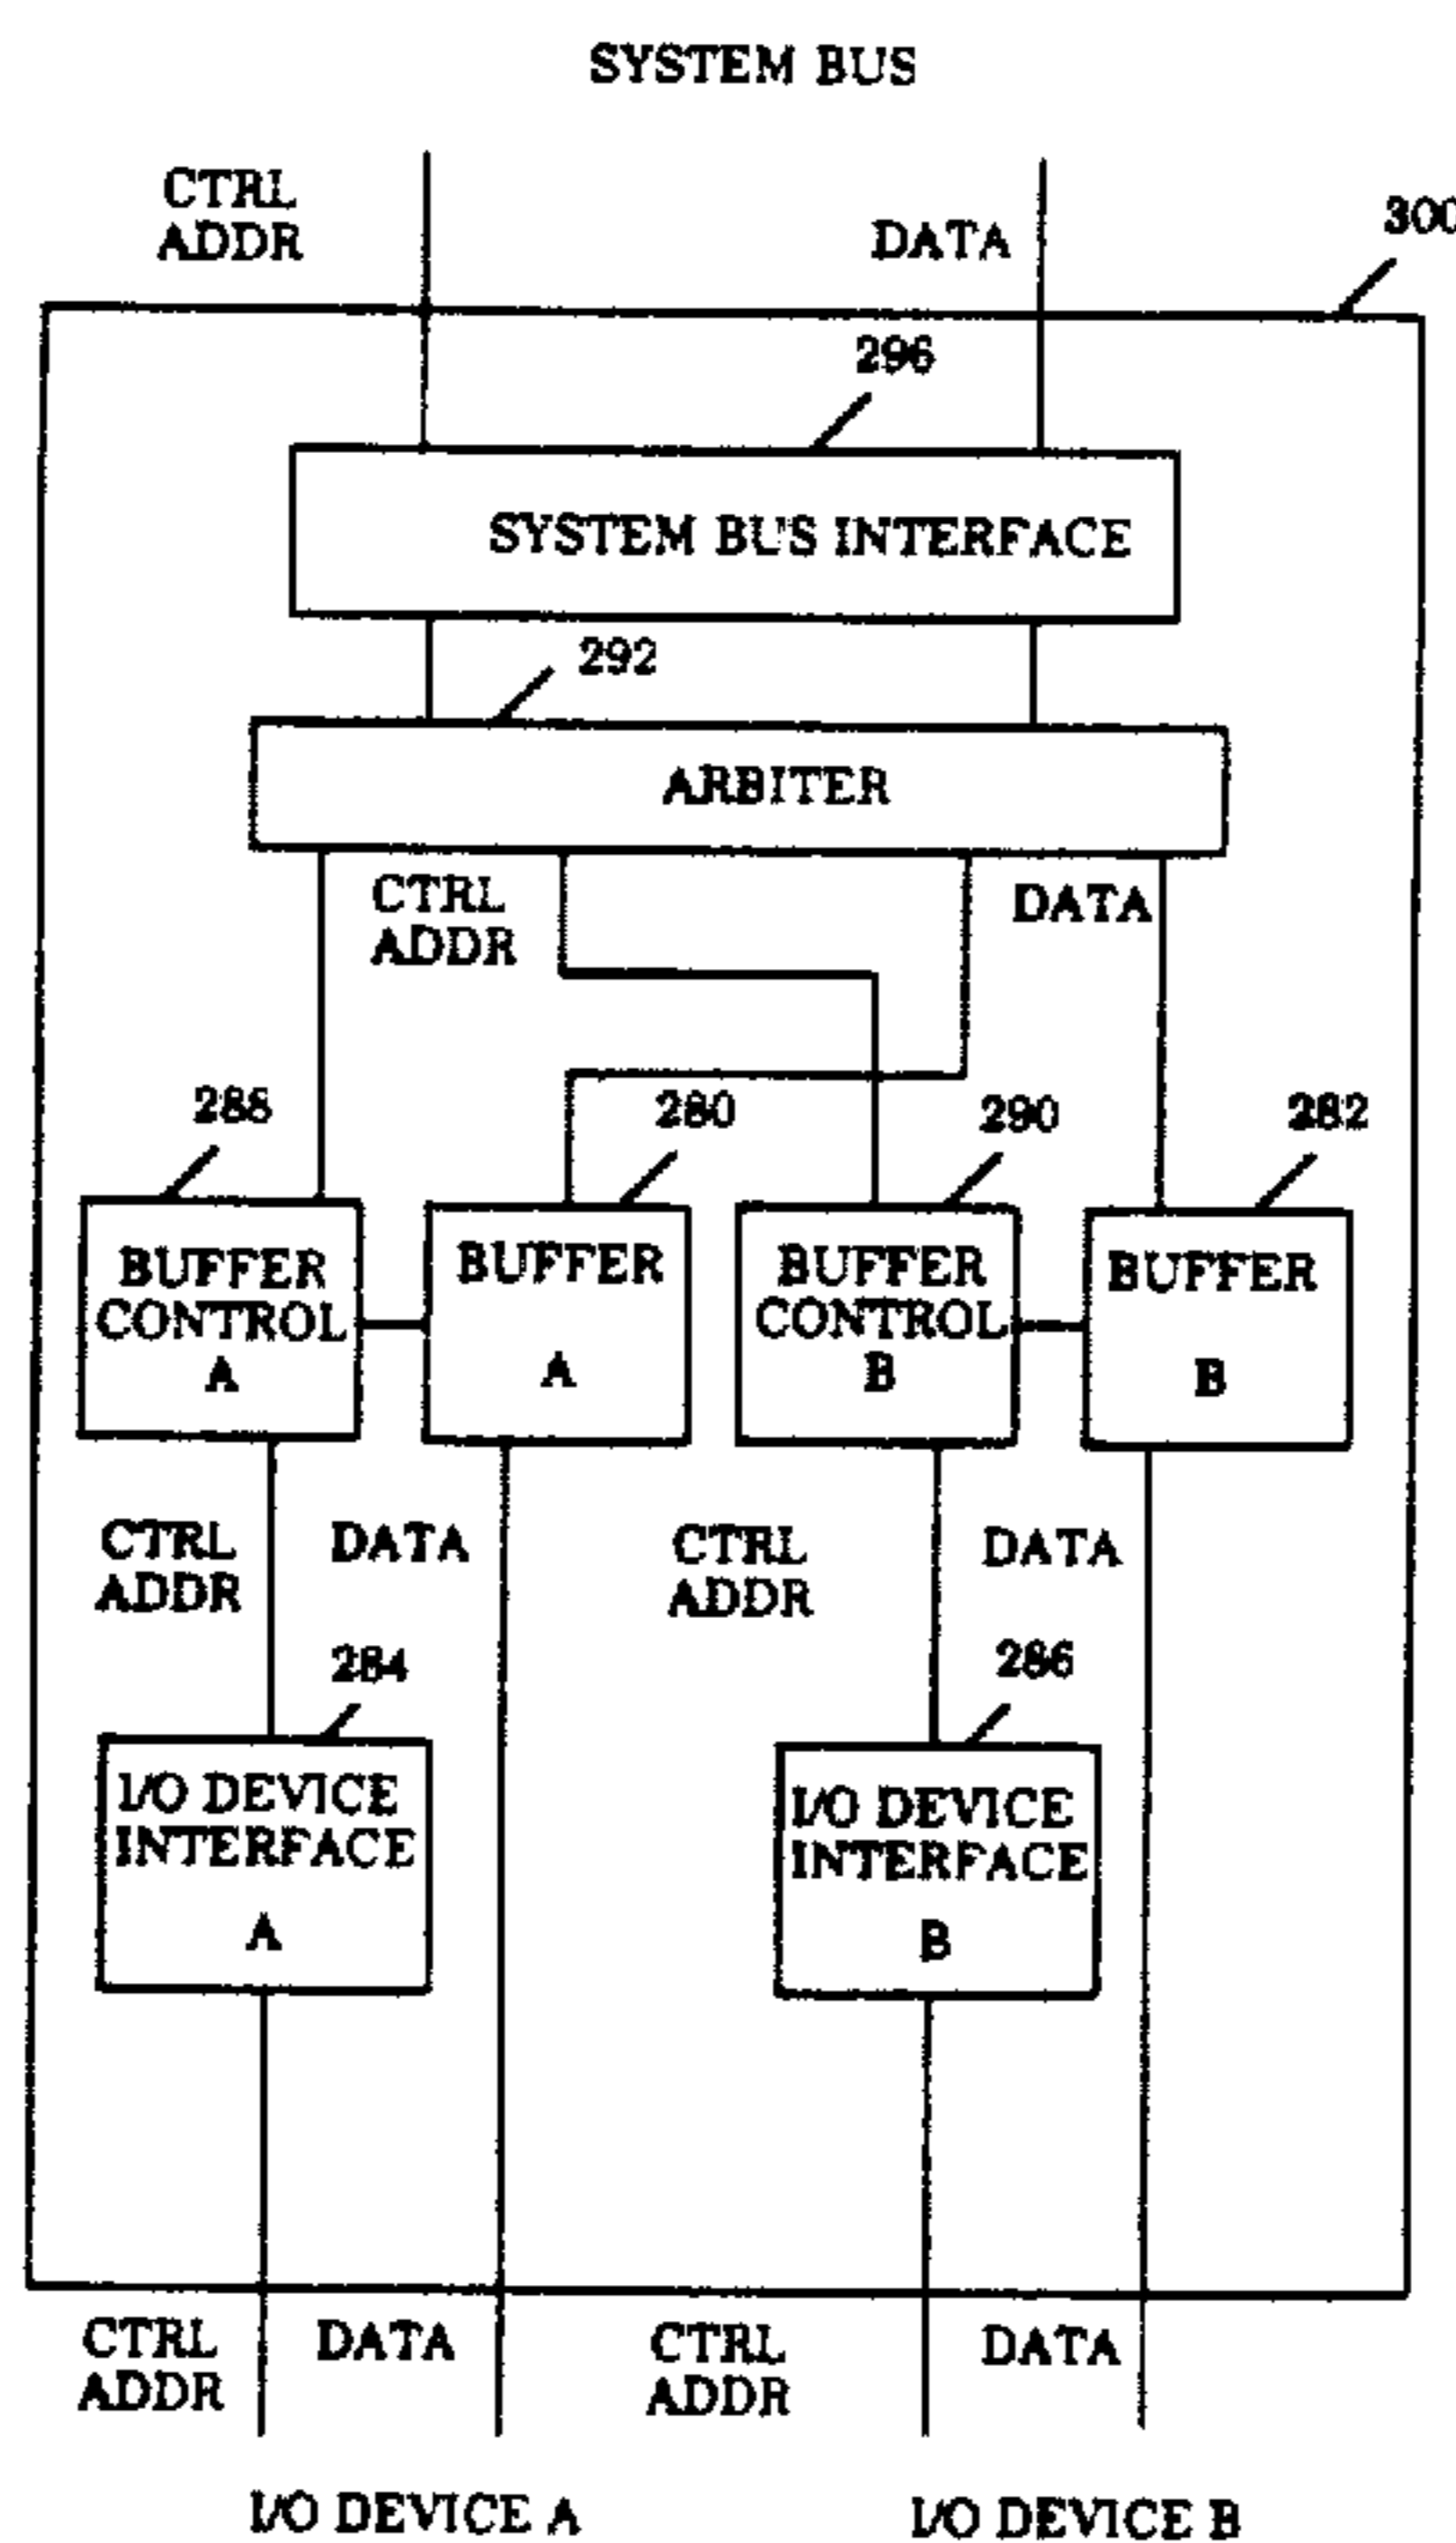 SYSTEM BUS
CTRL
ADDR
DATA
300
296
SYSTEM BUS INTERFACE
292
ARBITER
CTRL
ADDR
DATA
288
280
290
282
BUFFER
CONTROL
A
BUFFER
A
BUFFER
CONTROL
B
BUFFER
B
CTRL
ADDR
DATA
CTRL
ADDR
DATA
284
286
I/O DEVICE
INTERFACE
A
I/O DEVICE
INTERFACE
B
CTRL
ADDR
DATA
CTRL
ADDR
DATA
I/O DEVICE A
I/O DEVICE B